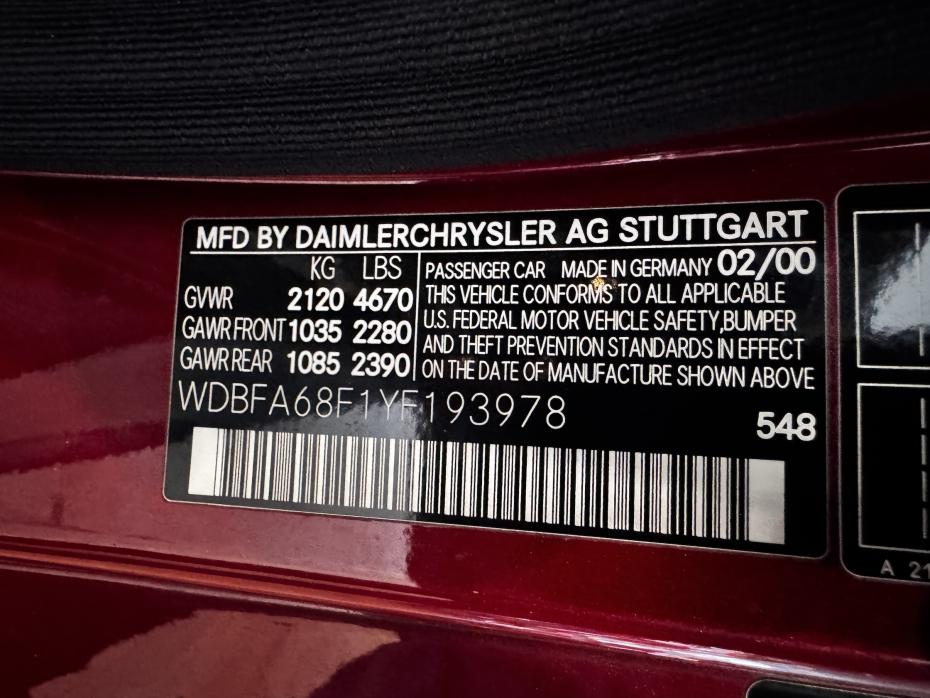 MFD BY DAIMLERCHRYSLER AG STUTTGART
KG LBS
GVWR 2120 4670
GAWR FRONT 1035 2280
GAWR REAR 1085 2390
PASSENGER CAR MADE IN GERMANY 02/00
THIS VEHICLE CONFORMS TO ALL APPLICABLE
U.S. FEDERAL MOTOR VEHICLE SAFETY,BUMPER
AND THEFT PREVENTION STANDARDS IN EFFECT
ON THE DATE OF MANUFACTURE SHOWN ABOVE
WDBFA68F1YF193978
548
A 21